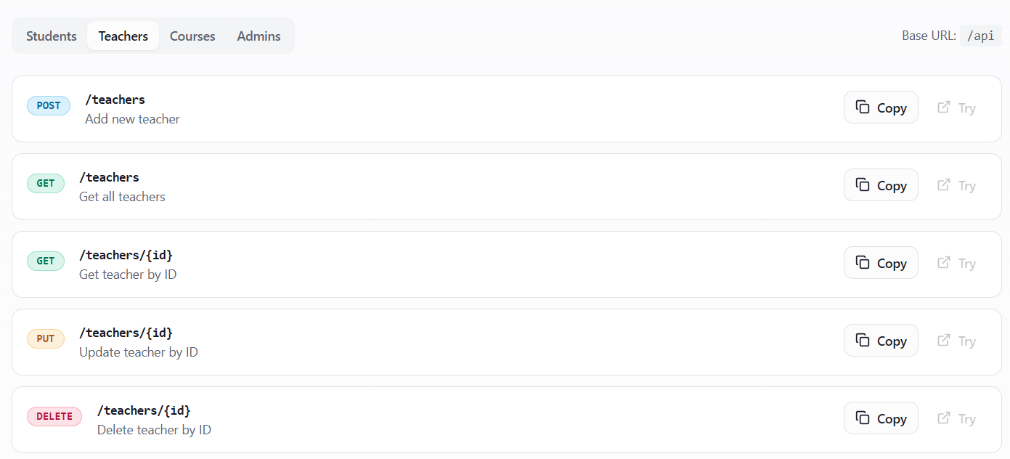 Students Teachers Courses Admins Base URL: /api
POST /teachers Copy Try
Add new teacher
GET /teachers Copy Try
Get all teachers
GET /teachers/{id} Copy Try
Get teacher by ID
PUT /teachers/{id} Copy Try
Update teacher by ID
DELETE /teachers/{id} Copy Try
Delete teacher by ID